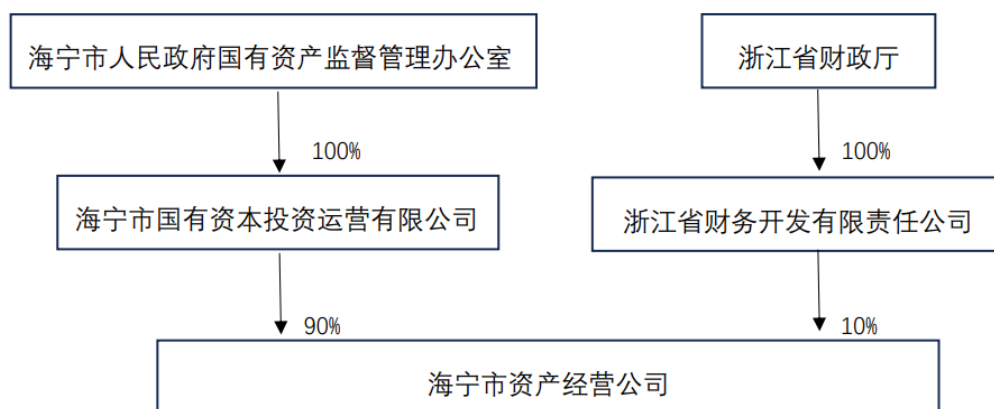 海宁市人民政府国有资产监督管理办公室
浙江省财政厅
100%
100%
海宁市国有资本投资运营有限公司
浙江省财务开发有限责任公司
90%
10%
海宁市资产经营公司